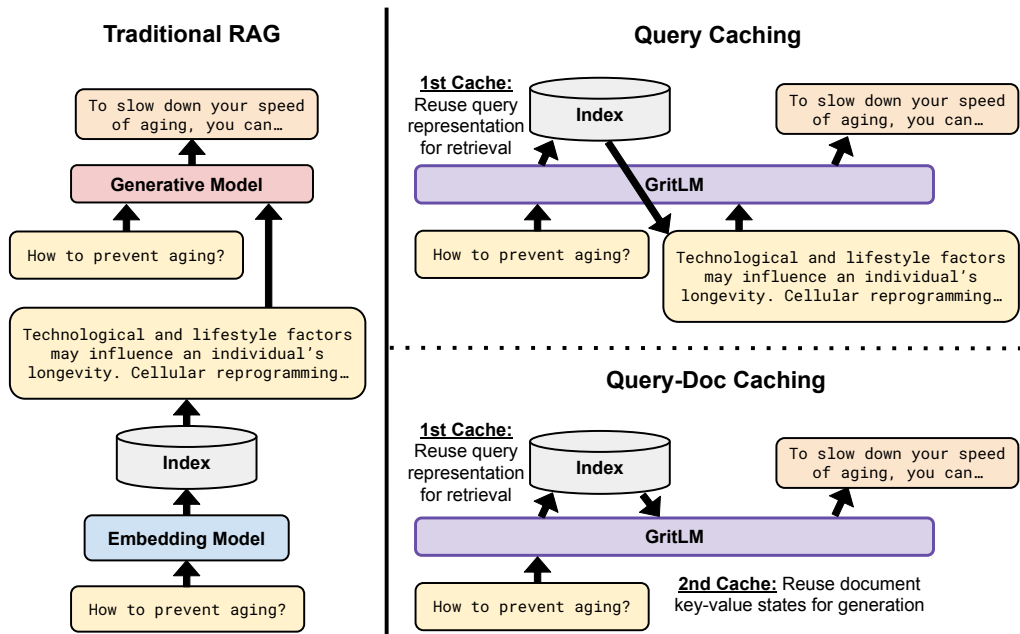 Traditional RAG
To slow down your speed
of aging, you can…
Generative Model
How to prevent aging?
Technological and lifestyle factors
may influence an individual's
longevity. Cellular reprogramming…
Index
Embedding Model
How to prevent aging?
Query Caching
1st Cache:
Reuse query
representation
for retrieval
Index
To slow down your speed
of aging, you can…
GritLM
How to prevent aging?
Technological and lifestyle factors
may influence an individual's
longevity. Cellular reprogramming…
Query-Doc Caching
1st Cache:
Reuse query
representation
for retrieval
Index
To slow down your speed
of aging, you can…
GritLM
How to prevent aging?
2nd Cache: Reuse document
key-value states for generation